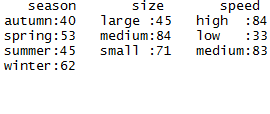 season size speed
autumn:40 large :45 high :84
spring:53 medium:84 low :33
summer:45 small :71 medium:83
winter:62